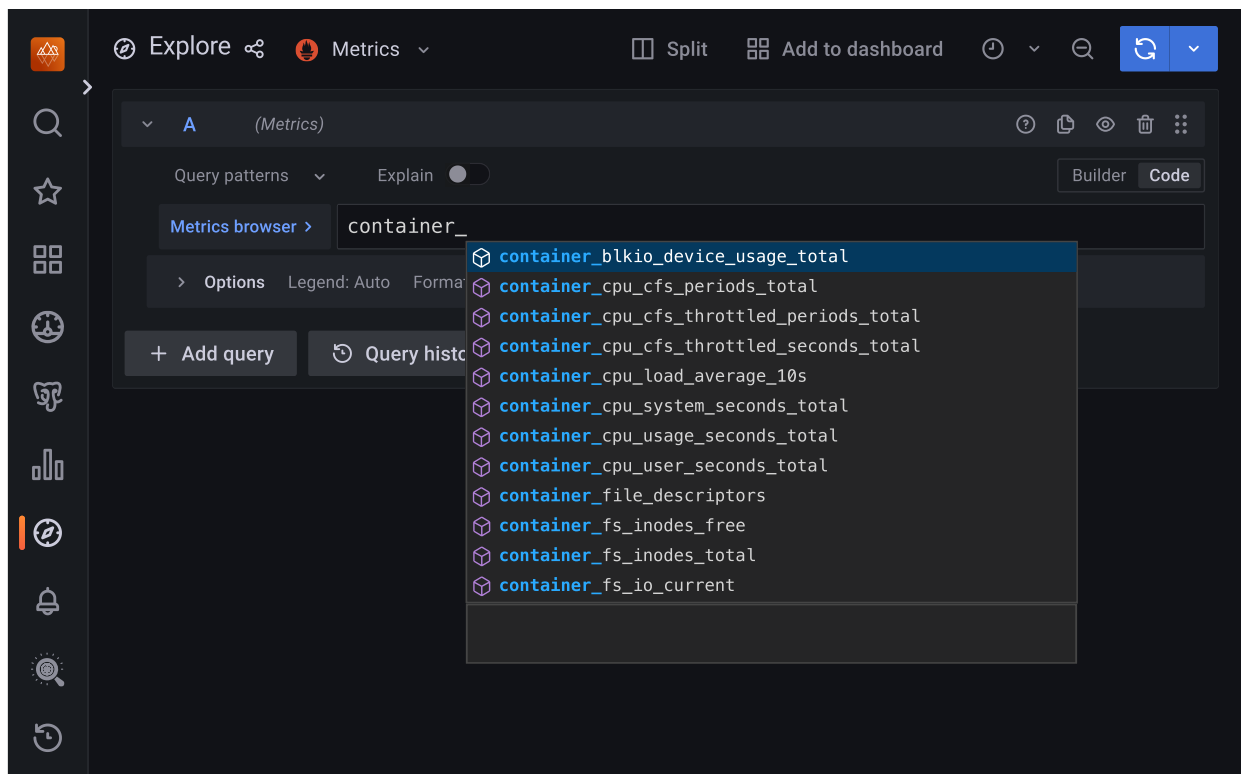 Explore Metrics Split Add to dashboard
A (Metrics)
Query patterns Explain Builder Code
Metrics browser > container_
Options Legend: Auto
container_blkio_device_usage_total
container_cpu_cfs_periods_total
container_cpu_cfs_throttled_periods_total
container_cpu_cfs_throttled_seconds_total
container_cpu_load_average_10s
container_cpu_system_seconds_total
container_cpu_usage_seconds_total
container_cpu_user_seconds_total
container_file_descriptors
container_fs_inodes_free
container_fs_inodes_total
container_fs_io_current
+ Add query Query